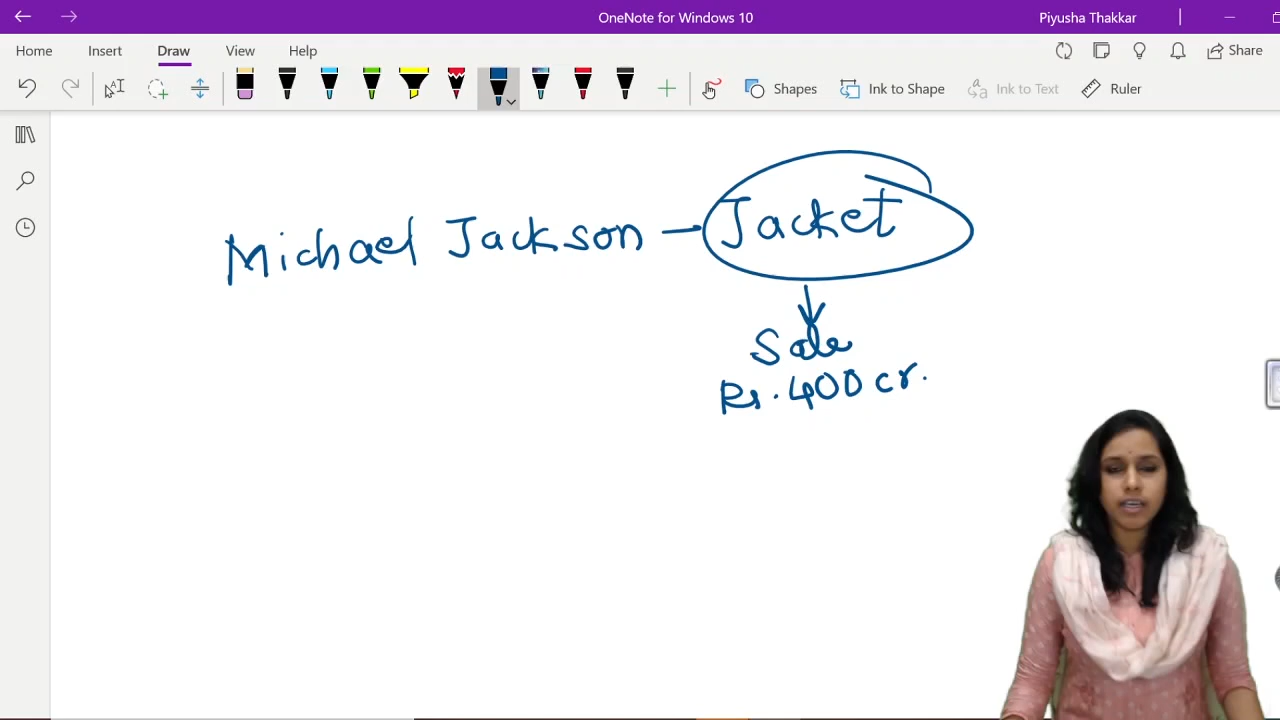 OneNote for Windows 10
Piyusha Thakkar
Home Insert Draw View Help
Share
Shapes Ink to Shape Ink to Text Ruler
Michael Jackson - Jacket
Sale
Rs. 400 cr.